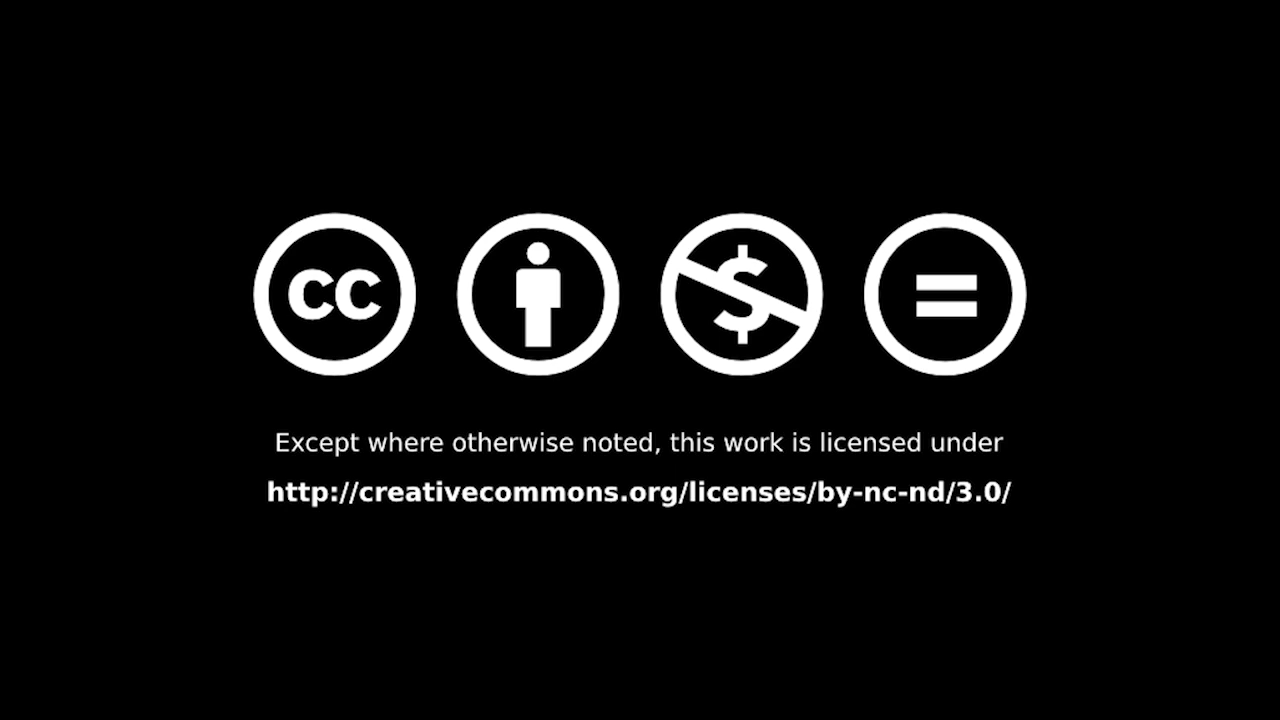 cc
$
=
Except where otherwise noted, this work is licensed under
http://creativecommons.org/licenses/by-nc-nd/3.0/